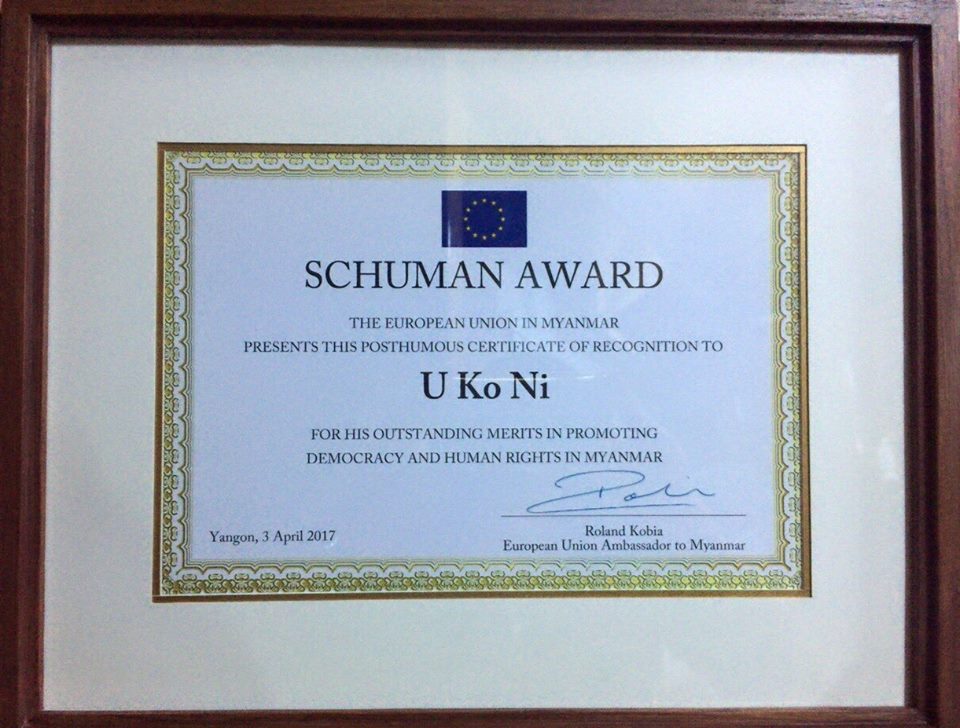 SCHUMAN AWARD
THE EUROPEAN UNION IN MYANMAR
PRESENTS THIS POSTHUMOUS CERTIFICATE OF RECOGNITION TO
U Ko Ni
FOR HIS OUTSTANDING MERITS IN PROMOTING
DEMOCRACY AND HUMAN RIGHTS IN MYANMAR
Yangon, 3 April 2017
Roland Kobia
European Union Ambassador to Myanmar